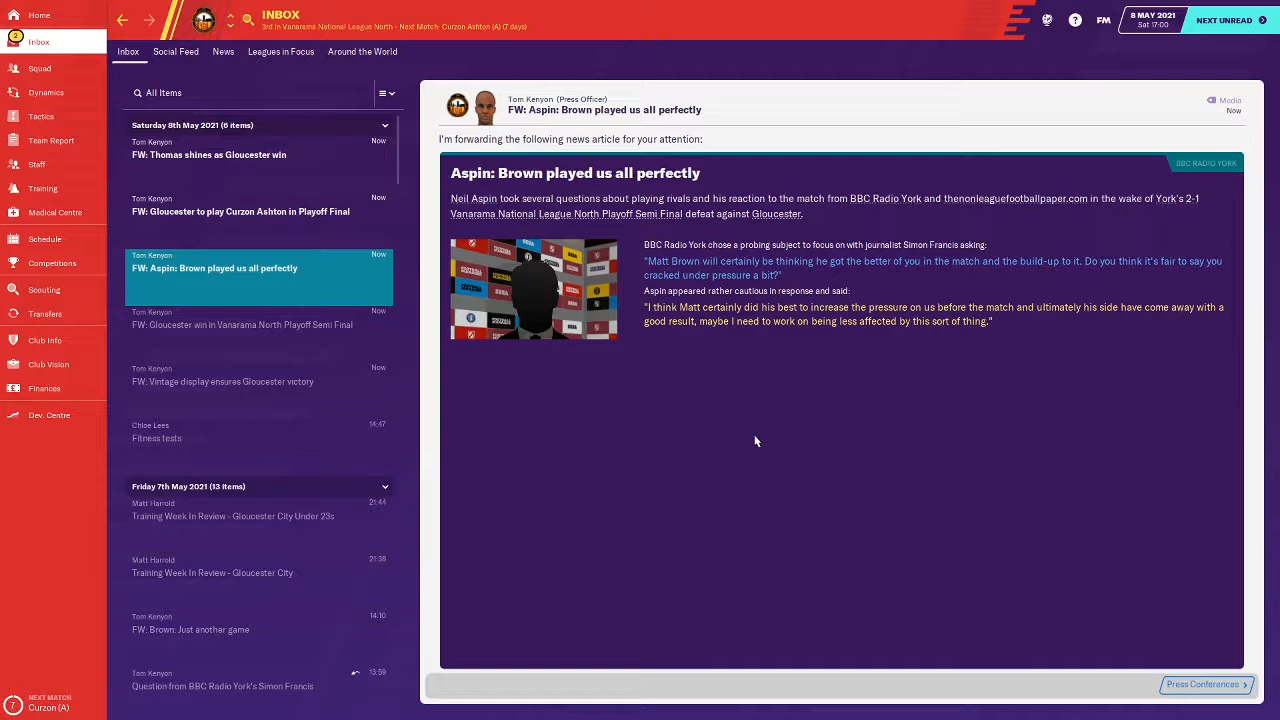 Home
2
Inbox
Squad
Dynamics
Tactics
Team Report
Staff
Training
Medical Centre
Schedule
Competitions
Scouting
Transfers
Club Info
Club Vision
Finances
Dev. Centre
7
NEXT MATCH
Curzon (A)
INBOX
3rd in Vanarama National League North - Next Match: Curzon Ashton (A) (7 days)
?
FM
8 MAY 2021
Sat 17:00
NEXT UNREAD
Inbox
Social Feed
News
Leagues in Focus
Around the World
All Items
Saturday 8th May 2021 (6 items)
Tom Kenyon
Now
FW: Thomas shines as Gloucester win
Tom Kenyon
Now
FW: Gloucester to play Curzon Ashton in Playoff Final
Tom Kenyon
Now
FW: Aspin: Brown played us all perfectly
Tom Kenyon
Now
FW: Gloucester win in Vanarama North Playoff Semi Final
Tom Kenyon
Now
FW: Vintage display ensures Gloucester victory
Chloe Lees
14:47
Fitness tests
Friday 7th May 2021 (13 items)
Matt Harrold
21:44
Training Week In Review - Gloucester City Under 23s
Matt Harrold
21:38
Training Week In Review - Gloucester City
Tom Kenyon
14:10
FW: Brown: Just another game
Tom Kenyon
13:59
Question from BBC Radio York's Simon Francis
Tom Kenyon (Press Officer)
FW: Aspin: Brown played us all perfectly
Media
Now
I'm forwarding the following news article for your attention:
BBC RADIO YORK
Aspin: Brown played us all perfectly
Neil Aspin took several questions about playing rivals and his reaction to the match from BBC Radio York and thenonleaguefootballpaper.com in the wake of York's 2-1
Vanarama National League North Playoff Semi Final defeat against Gloucester.
BBC Radio York chose a probing subject to focus on with journalist Simon Francis asking:
"Matt Brown will certainly be thinking he got the better of you in the match and the build-up to it. Do you think it's fair to say you
cracked under pressure a bit?"
Aspin appeared rather cautious in response and said:
"I think Matt certainly did his best to increase the pressure on us before the match and ultimately his side have come away with a
good result, maybe I need to work on being less affected by this sort of thing."
Press Conferences